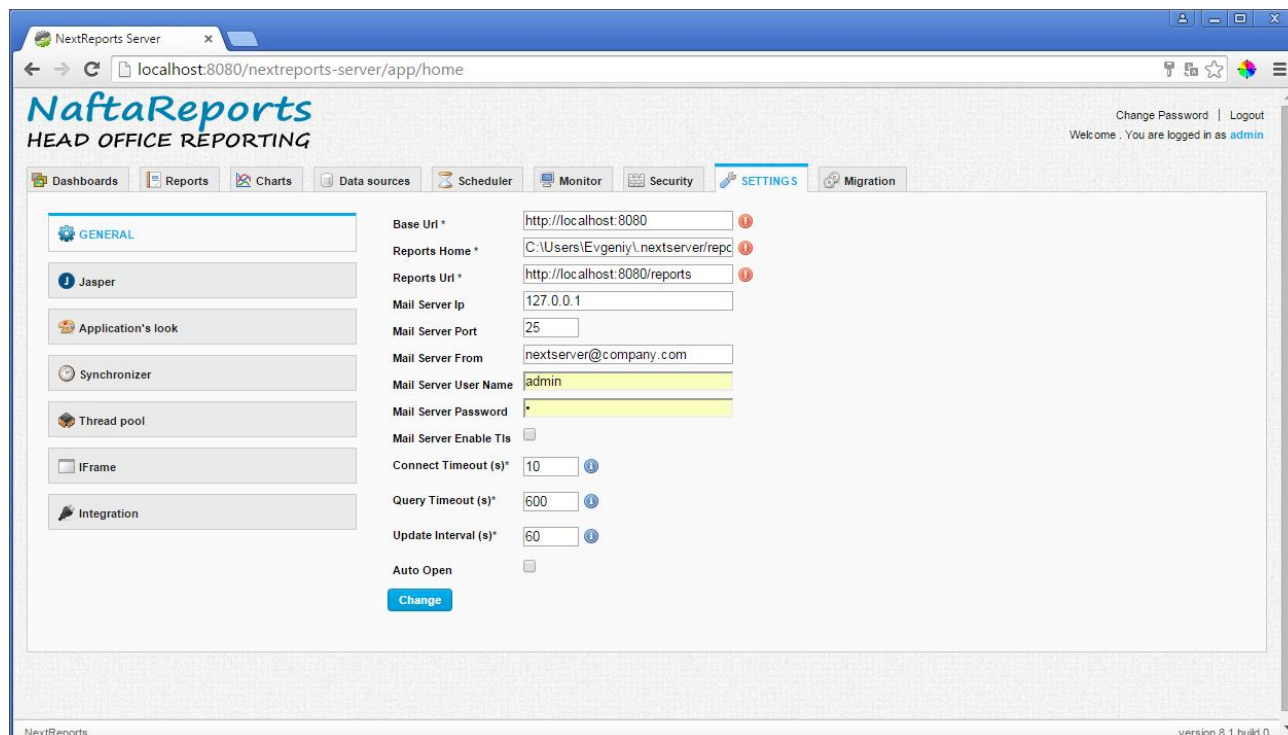 NextReports Server
localhost:8080/nextreports-server/app/home
NaftaReports
HEAD OFFICE REPORTING
Change Password | Logout
Welcome . You are logged in as admin
Dashboards Reports Charts Data sources Scheduler Monitor Security SETTINGS Migration
GENERAL
Jasper
Application's look
Synchronizer
Thread pool
IFrame
Integration
Base Url * http://localhost:8080
Reports Home * C:\Users\Evgeniy\.nextserver/repo
Reports Url * http://localhost:8080/reports
Mail Server Ip 127.0.0.1
Mail Server Port 25
Mail Server From nextserver@company.com
Mail Server User Name admin
Mail Server Password •
Mail Server Enable Tls
Connect Timeout (s)* 10
Query Timeout (s)* 600
Update Interval (s)* 60
Auto Open
Change
NextReports version 8.1 build 0